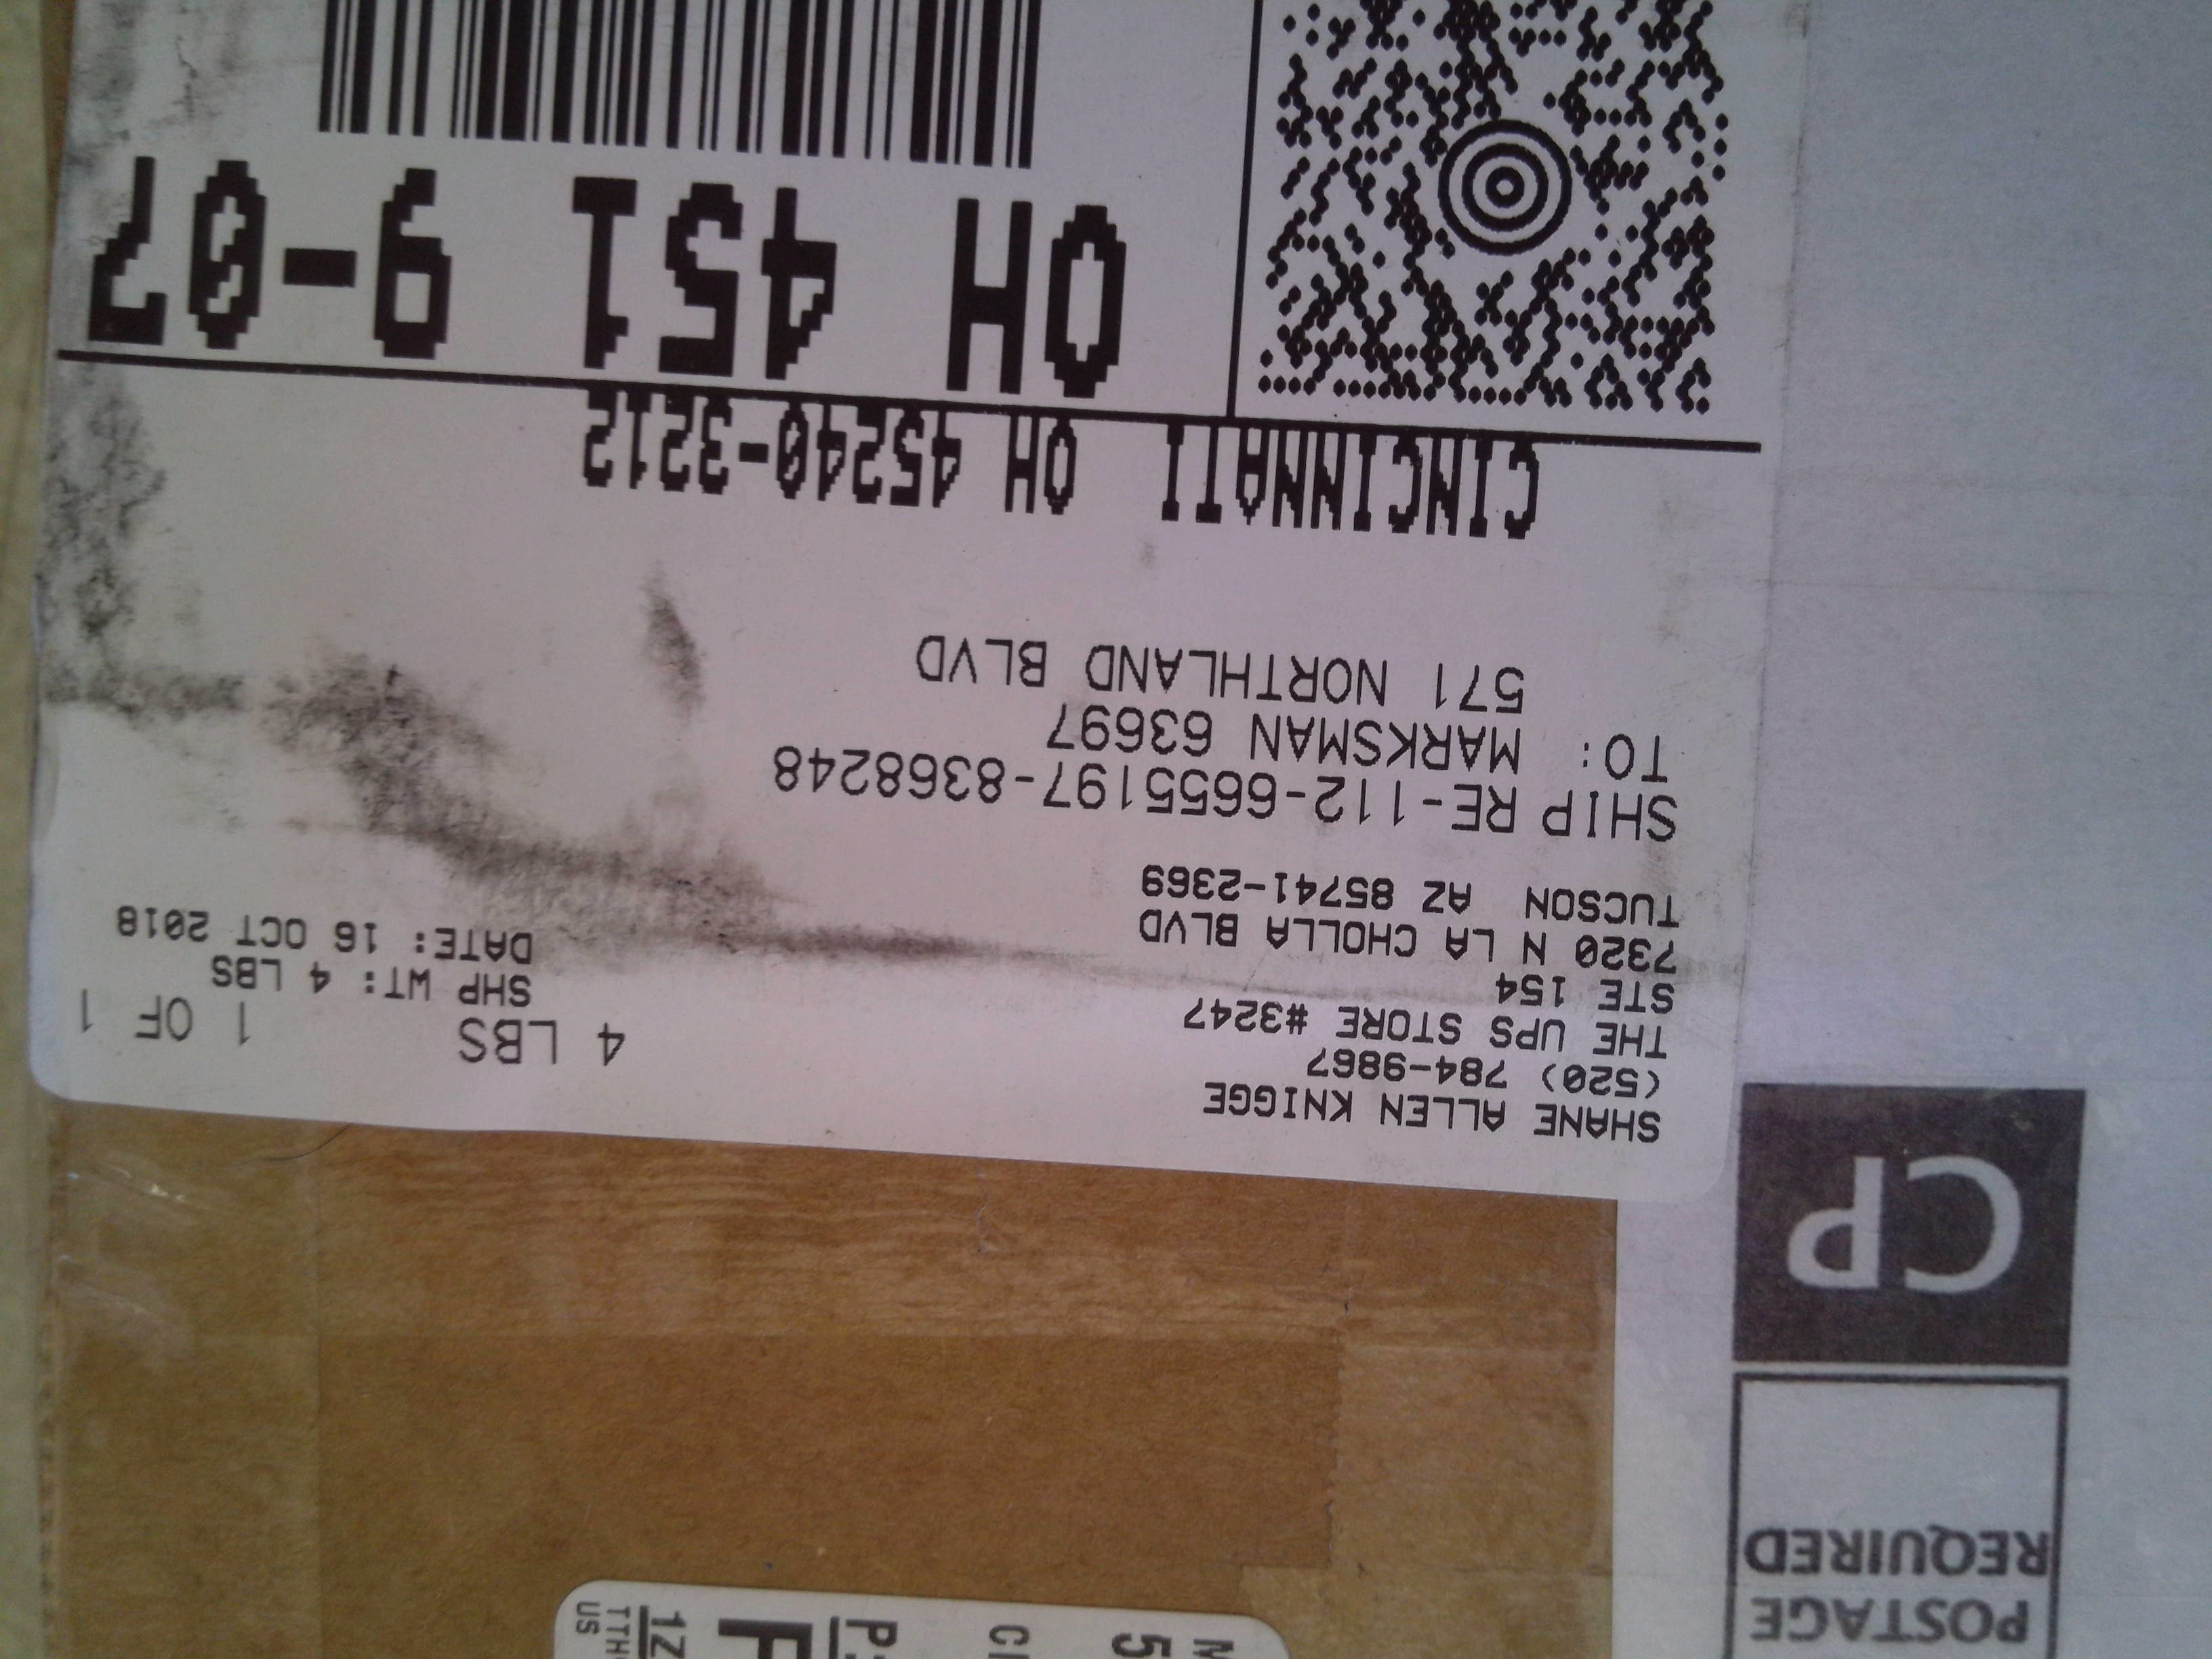 SHANE ALLEN KNIGGE
(520) 784-9867
THE UPS STORE #3247
STE 154
7320 N LA CHOLLA BLVD
TUCSON AZ 85741-2369
4 LBS 1 OF 1
SHP WT: 4 LBS
DATE: 16 OCT 2018
SHIP RE-112-6655197-8368248
TO: MARKSMAN 63697
571 NORTHLAND BLVD
CINCINNATI OH 45240-3212
OH 451 9-07
POSTAGE
REQUIRED
CP
1Z
US